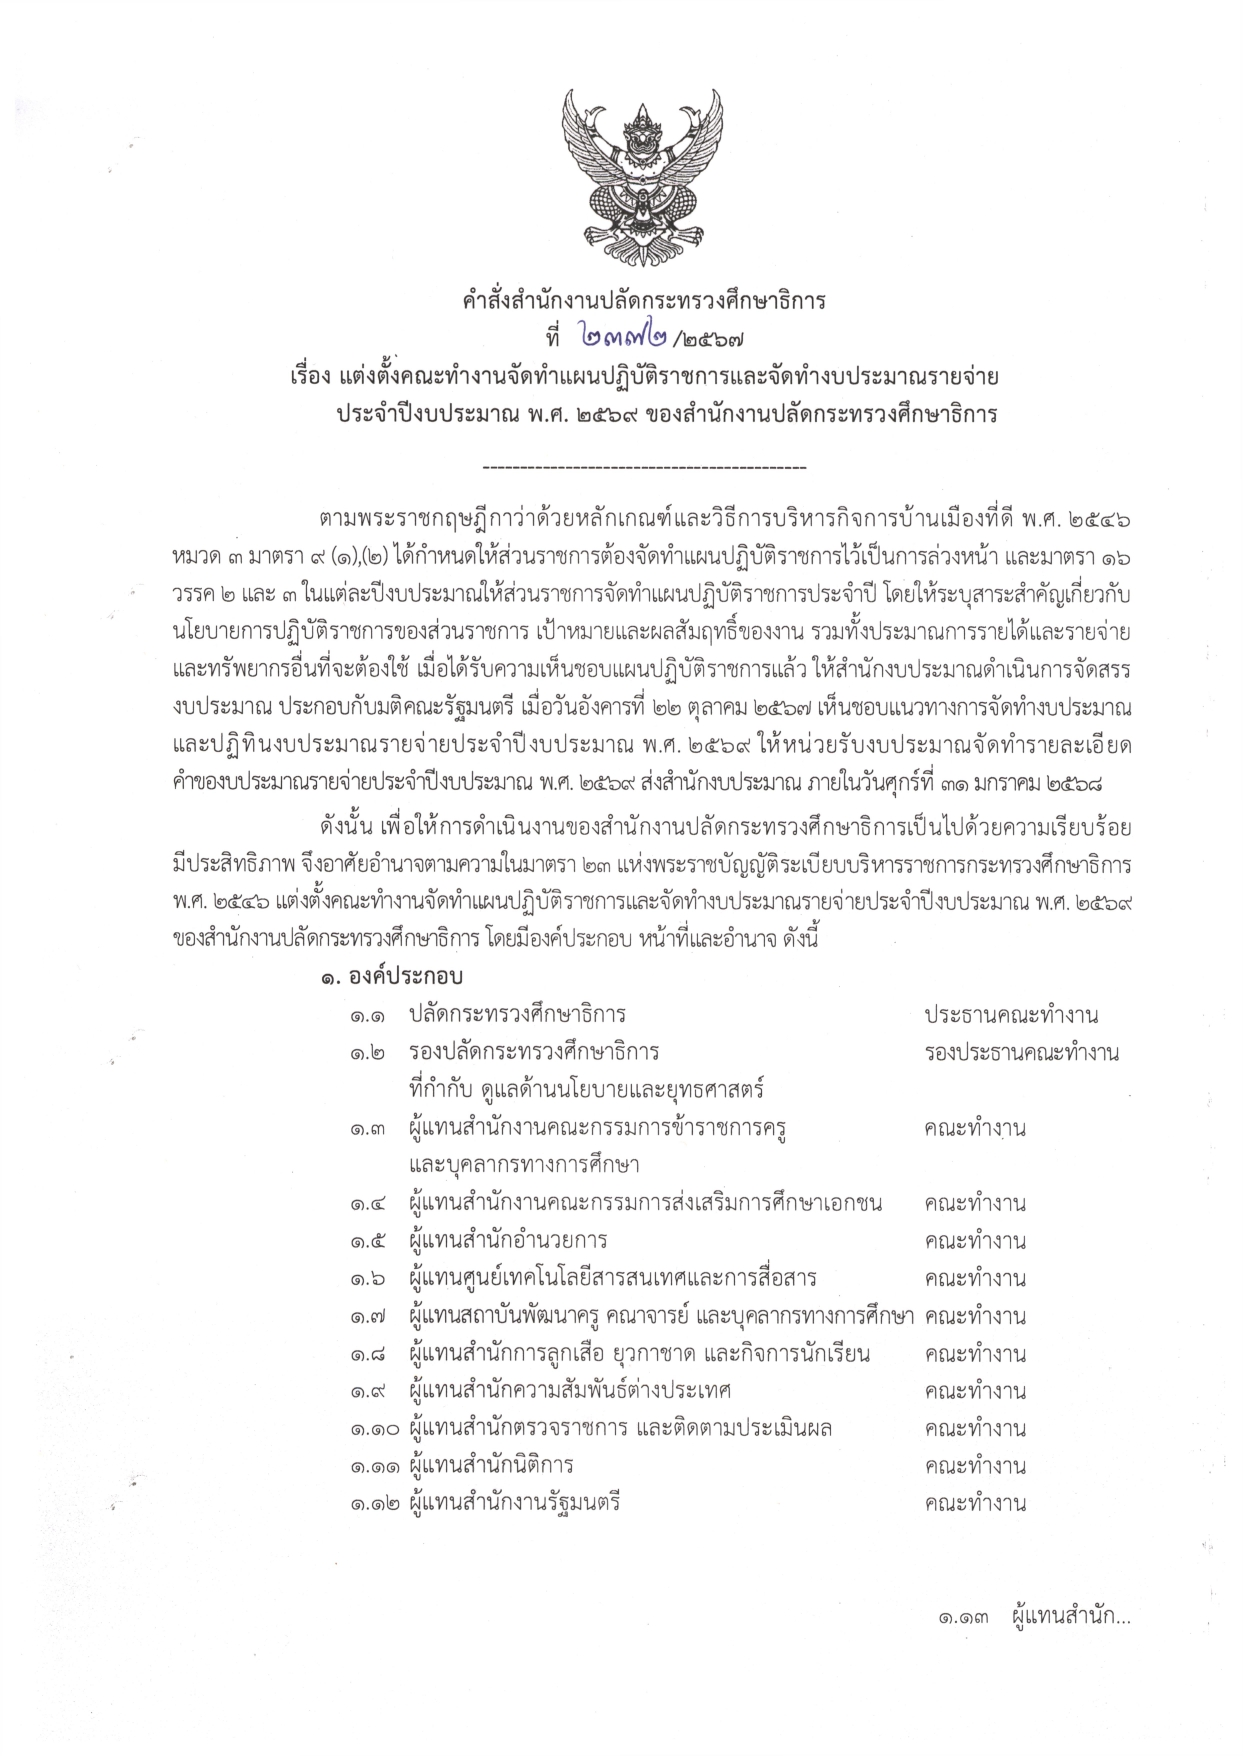 คำสั่งสำนักงานปลัดกระทรวงศึกษาธิการ
ที่ ๒๓๗๒ /๒๕๖๗
เรื่อง แต่งตั้งคณะทำงานจัดทำแผนปฏิบัติราชการและจัดทำงบประมาณรายจ่าย
ประจำปีงบประมาณ พ.ศ. ๒๕๖๙ ของสำนักงานปลัดกระทรวงศึกษาธิการ
-------------------------------------------
ตามพระราชกฤษฎีกาว่าด้วยหลักเกณฑ์และวิธีการบริหารกิจการบ้านเมืองที่ดี พ.ศ. ๒๕๔๖
หมวด ๓ มาตรา ๙ (๑),(๒) ได้กำหนดให้ส่วนราชการต้องจัดทำแผนปฏิบัติราชการไว้เป็นการล่วงหน้า และมาตรา ๑๖
วรรค ๒ และ ๓ ในแต่ละปีงบประมาณให้ส่วนราชการจัดทำแผนปฏิบัติราชการประจำปี โดยให้ระบุสาระสำคัญเกี่ยวกับ
นโยบายการปฏิบัติราชการของส่วนราชการ เป้าหมายและผลสัมฤทธิ์ของงาน รวมทั้งประมาณการรายได้และรายจ่าย
และทรัพยากรอื่นที่จะต้องใช้ เมื่อได้รับความเห็นชอบแผนปฏิบัติราชการแล้ว ให้สำนักงบประมาณดำเนินการจัดสรร
งบประมาณ ประกอบกับมติคณะรัฐมนตรี เมื่อวันอังคารที่ ๒๒ ตุลาคม ๒๕๖๗ เห็นชอบแนวทางการจัดทำงบประมาณ
และปฏิทินงบประมาณรายจ่ายประจำปีงบประมาณ พ.ศ. ๒๕๖๙ ให้หน่วยรับงบประมาณจัดทำรายละเอียด
คำของบประมาณรายจ่ายประจำปีงบประมาณ พ.ศ. ๒๕๖๙ ส่งสำนักงบประมาณ ภายในวันศุกร์ที่ ๓๑ มกราคม ๒๕๖๘
ดังนั้น เพื่อให้การดำเนินงานของสำนักงานปลัดกระทรวงศึกษาธิการเป็นไปด้วยความเรียบร้อย
มีประสิทธิภาพ จึงอาศัยอำนาจตามความในมาตรา ๒๓ แห่งพระราชบัญญัติระเบียบบริหารราชการกระทรวงศึกษาธิการ
พ.ศ. ๒๕๔๖ แต่งตั้งคณะทำงานจัดทำแผนปฏิบัติราชการและจัดทำงบประมาณรายจ่ายประจำปีงบประมาณ พ.ศ. ๒๕๖๙
ของสำนักงานปลัดกระทรวงศึกษาธิการ โดยมีองค์ประกอบ หน้าที่และอำนาจ ดังนี้
๑. องค์ประกอบ
๑.๑ ปลัดกระทรวงศึกษาธิการ ประธานคณะทำงาน
๑.๒ รองปลัดกระทรวงศึกษาธิการ รองประธานคณะทำงาน
ที่กำกับ ดูแลด้านนโยบายและยุทธศาสตร์
๑.๓ ผู้แทนสำนักงานคณะกรรมการข้าราชการครู คณะทำงาน
และบุคลากรทางการศึกษา
๑.๔ ผู้แทนสำนักงานคณะกรรมการส่งเสริมการศึกษาเอกชน คณะทำงาน
๑.๕ ผู้แทนสำนักอำนวยการ คณะทำงาน
๑.๖ ผู้แทนศูนย์เทคโนโลยีสารสนเทศและการสื่อสาร คณะทำงาน
๑.๗ ผู้แทนสถาบันพัฒนาครู คณาจารย์ และบุคลากรทางการศึกษา คณะทำงาน
๑.๘ ผู้แทนสำนักการลูกเสือ ยุวกาชาด และกิจการนักเรียน คณะทำงาน
๑.๙ ผู้แทนสำนักความสัมพันธ์ต่างประเทศ คณะทำงาน
๑.๑๐ ผู้แทนสำนักตรวจราชการ และติดตามประเมินผล คณะทำงาน
๑.๑๑ ผู้แทนสำนักนิติการ คณะทำงาน
๑.๑๒ ผู้แทนสำนักงานรัฐมนตรี คณะทำงาน
๑.๑๓ ผู้แทนสำนัก...